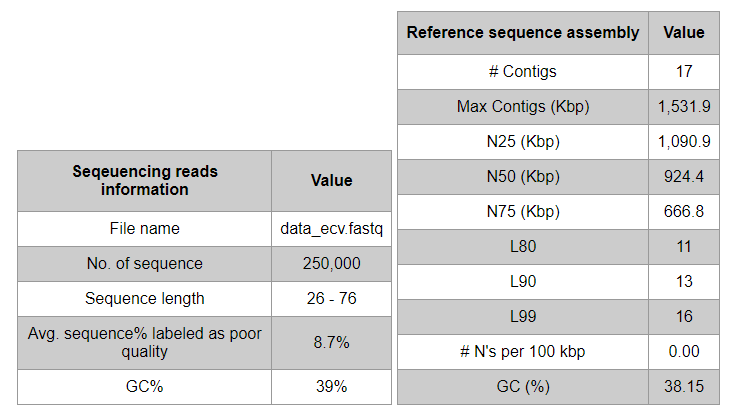 Seqeuencing reads information Value
File name data_ecv.fastq
No. of sequence 250,000
Sequence length 26 - 76
Avg. sequence% labeled as poor quality 8.7%
GC% 39%
Reference sequence assembly Value
# Contigs 17
Max Contigs (Kbp) 1,531.9
N25 (Kbp) 1,090.9
N50 (Kbp) 924.4
N75 (Kbp) 666.8
L80 11
L90 13
L99 16
# N's per 100 kbp 0.00
GC (%) 38.15